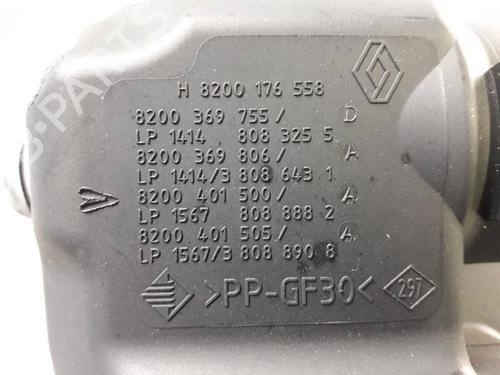 H 8200 176 558
8200 369 755/ D
LP 1414 808 325 5
8200 369 806/ A
LP 1414/3 808 643 1
8200 401 500/ A
LP 1567 808 888 2
8200 401 505/ A
LP 1567/3 808 890 8
>PP-GF30<
297